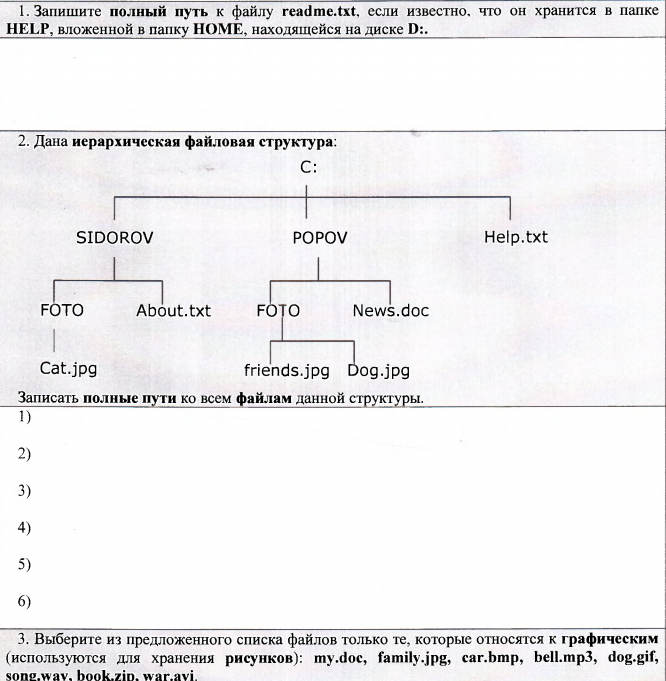 1. Запишите полный путь к файлу readme.txt, если известно, что он хранится в папке
HELP, вложенной в папку HOME, находящейся на диске D:.
2. Дана иерархическая файловая структура:
C:
SIDOROV POPOV Help.txt
FOTO About.txt FOTO News.doc
Cat.jpg friends.jpg Dog.jpg
Записать полные пути ко всем файлам данной структуры.
1)
2)
3)
4)
5)
6)
3. Выберите из предложенного списка файлов только те, которые относятся к графическим
(используются для хранения рисунков): my.doc, family.jpg, car.bmp, bell.mp3, dog.gif,
song.wav, book.zip, war.avi.